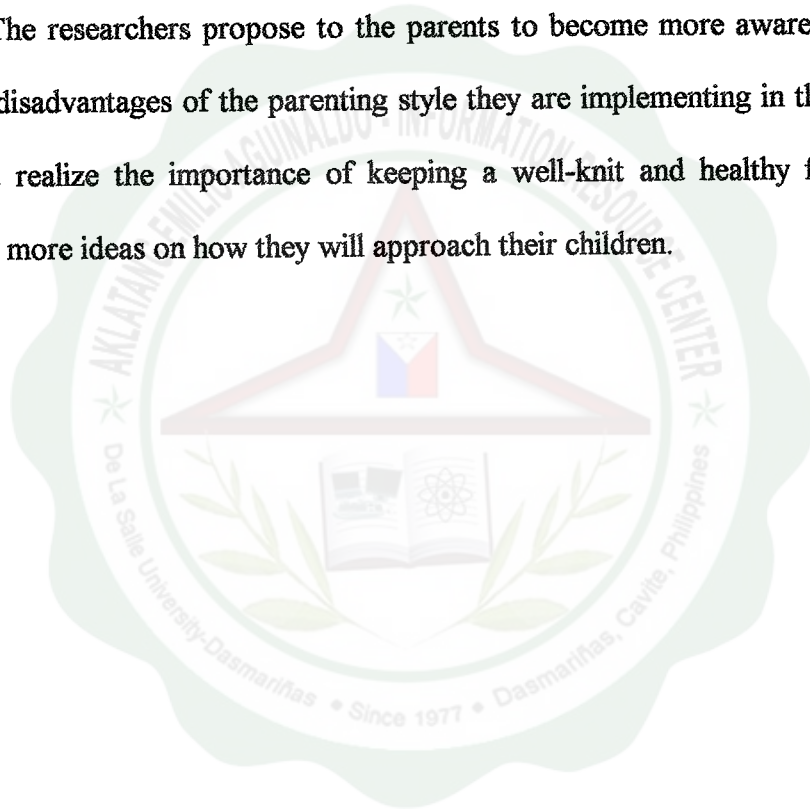 The researchers propose to the parents to become more aware
disadvantages of the parenting style they are implementing in
realize the importance of keeping a well-knit and healthy
more ideas on how they will approach their children.
AKLATANG EMILIO AGUINALDO - INFORMATION RESOURCE CENTER
De La Salle University-Dasmariñas • Since 1977 • Dasmariñas, Cavite, Philippines